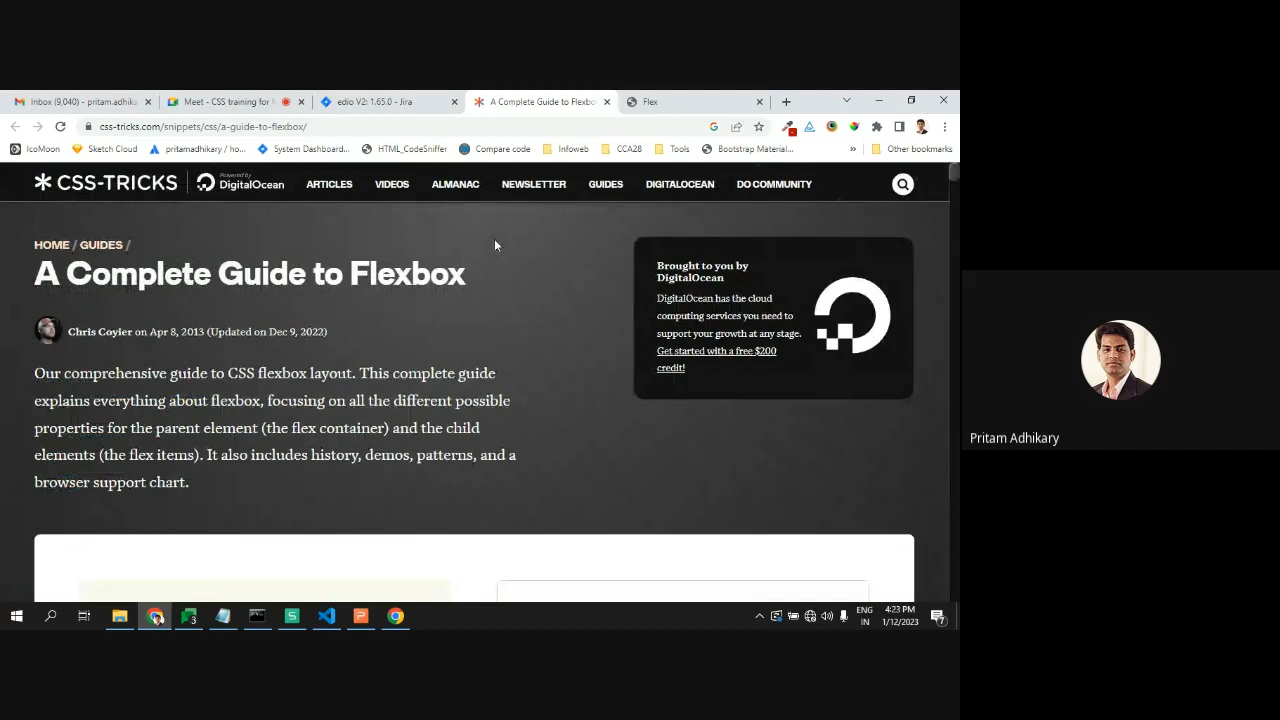 Inbox (9,040) - pritam.adhika
Meet - CSS training for
edio V2: 1.65.0 - Jira
A Complete Guide to Flexbo
Flex
css-tricks.com/snippets/css/a-guide-to-flexbox/
IcoMoon
Sketch Cloud
pritamadhikary / ho...
System Dashboard...
HTML_CodeSniffer
Compare code
Infoweb
CCA28
Tools
Bootstrap Material...
»
Other bookmarks
CSS-TRICKS
Powered by
DigitalOcean
ARTICLES
VIDEOS
ALMANAC
NEWSLETTER
GUIDES
DIGITALOCEAN
DO COMMUNITY
HOME / GUIDES /
A Complete Guide to Flexbox
Chris Coyier on Apr 8, 2013 (Updated on Dec 9, 2022)
Our comprehensive guide to CSS flexbox layout. This complete guide
explains everything about flexbox, focusing on all the different possible
properties for the parent element (the flex container) and the child
elements (the flex items). It also includes history, demos, patterns, and a
browser support chart.
Brought to you by
DigitalOcean
DigitalOcean has the cloud
computing services you need to
support your growth at any stage.
Get started with a free $200
credit!
Pritam Adhikary
ENG
IN
4:23 PM
1/12/2023